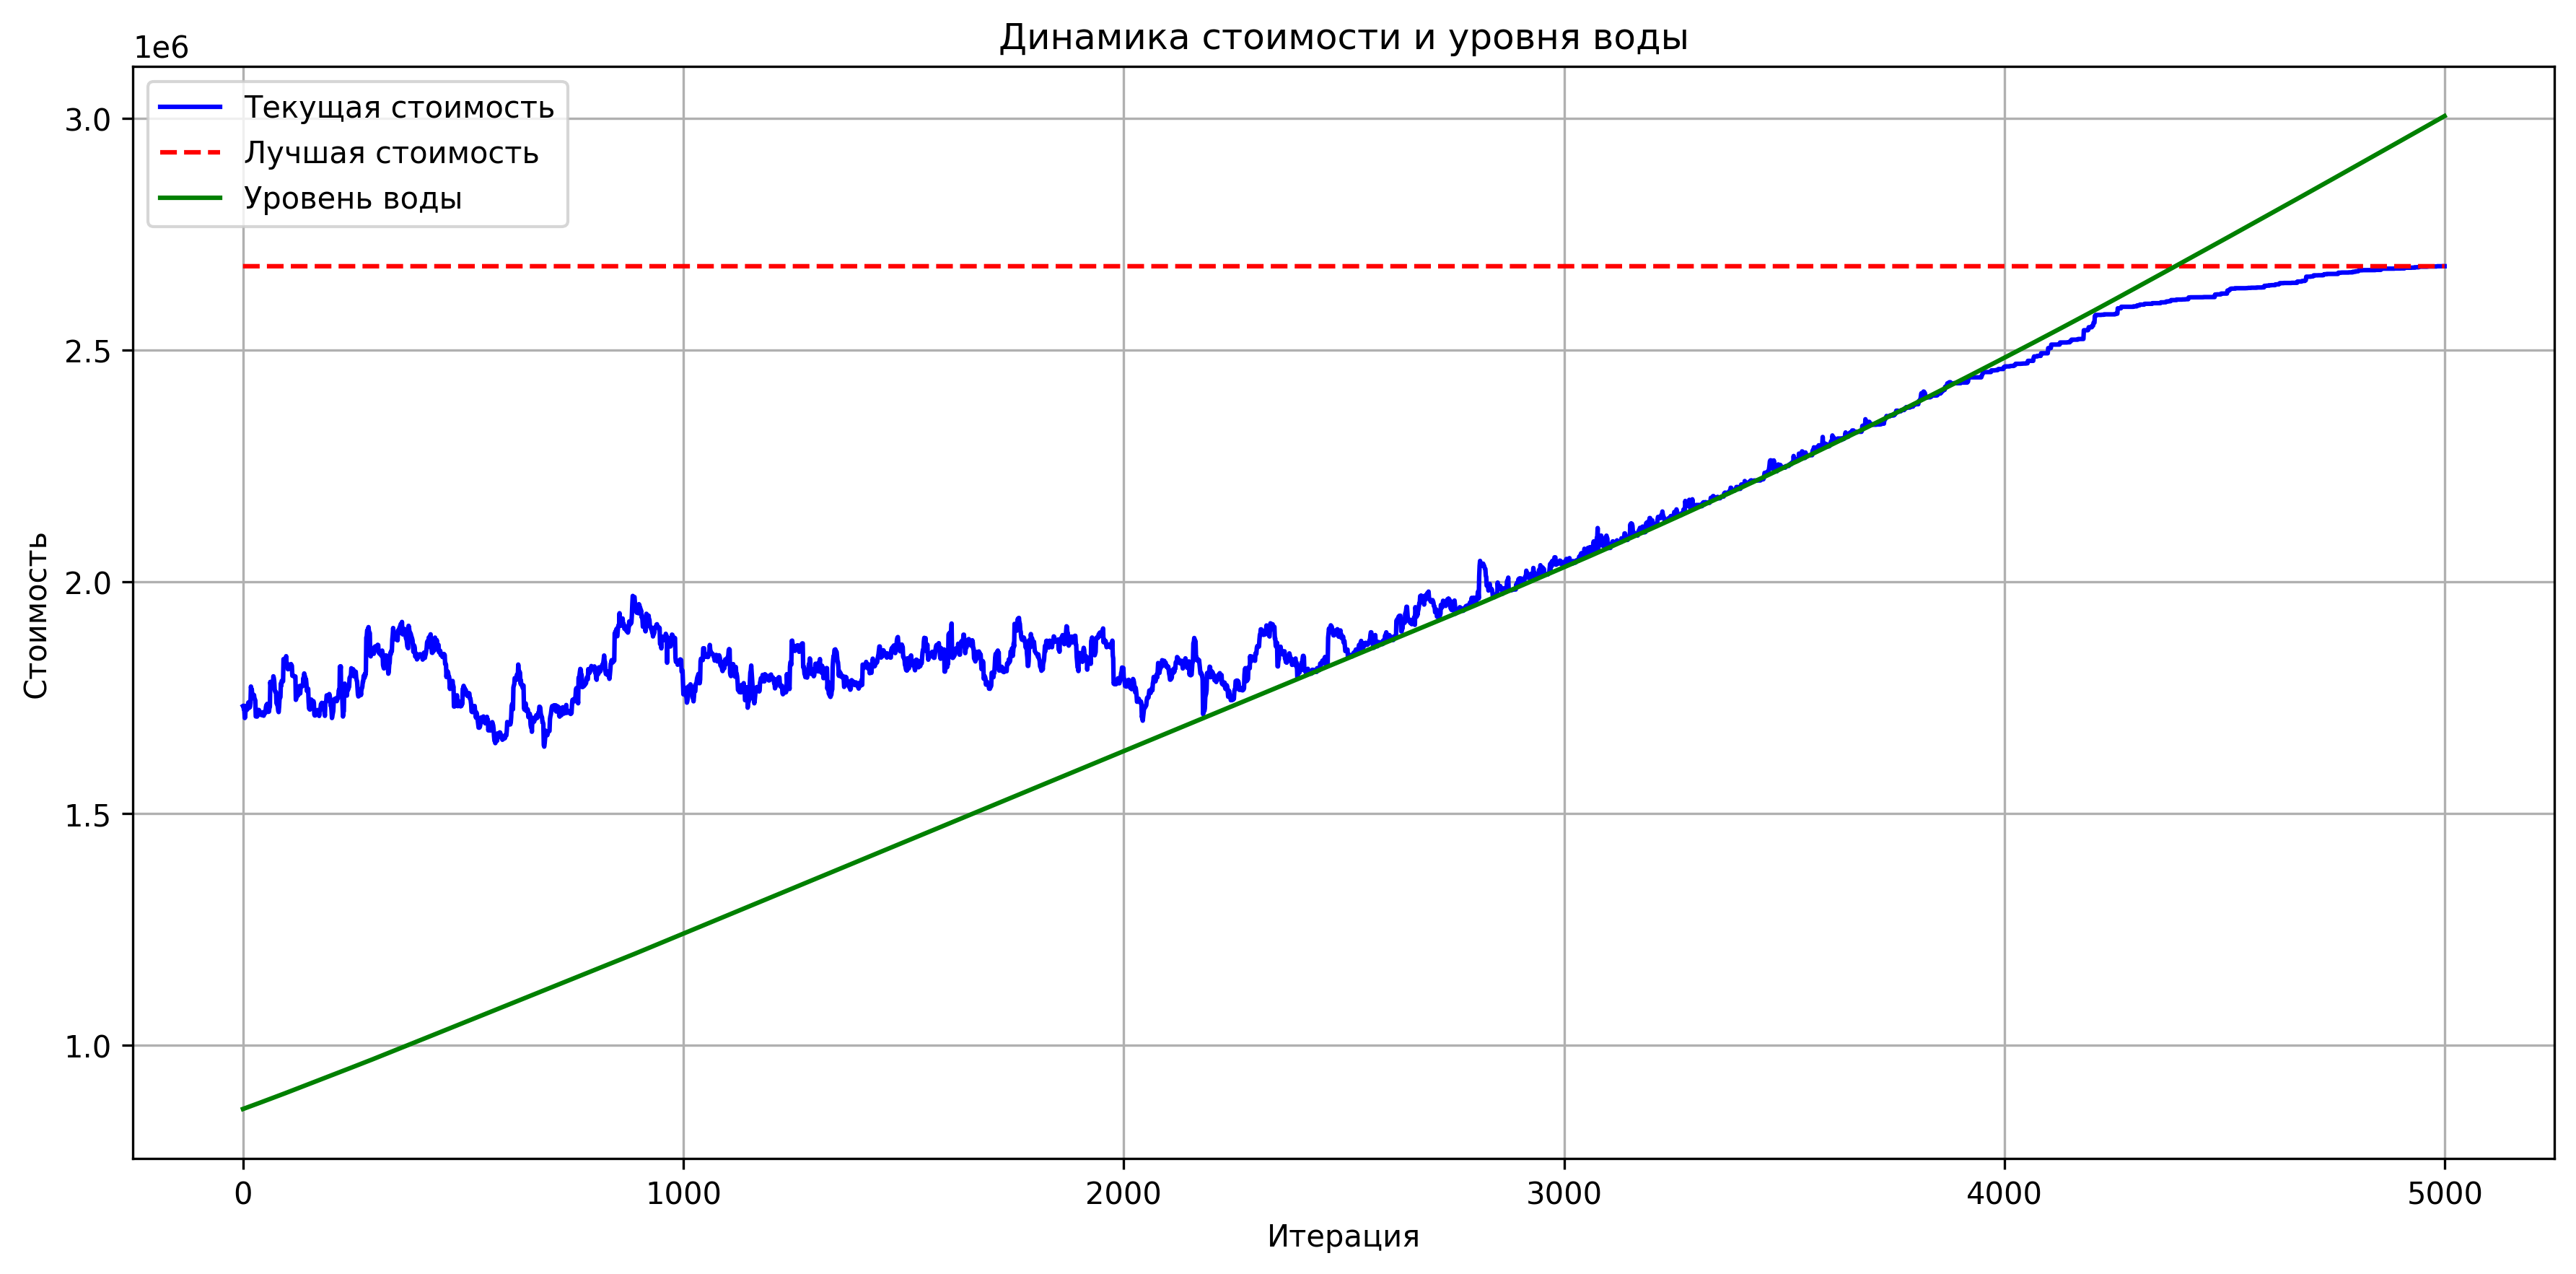 Динамика стоимости и уровня воды
1e6
Текущая стоимость
Лучшая стоимость
Уровень воды
Стоимость
3.0
2.5
2.0
1.5
1.0
0 1000 2000 3000 4000 5000
Итерация